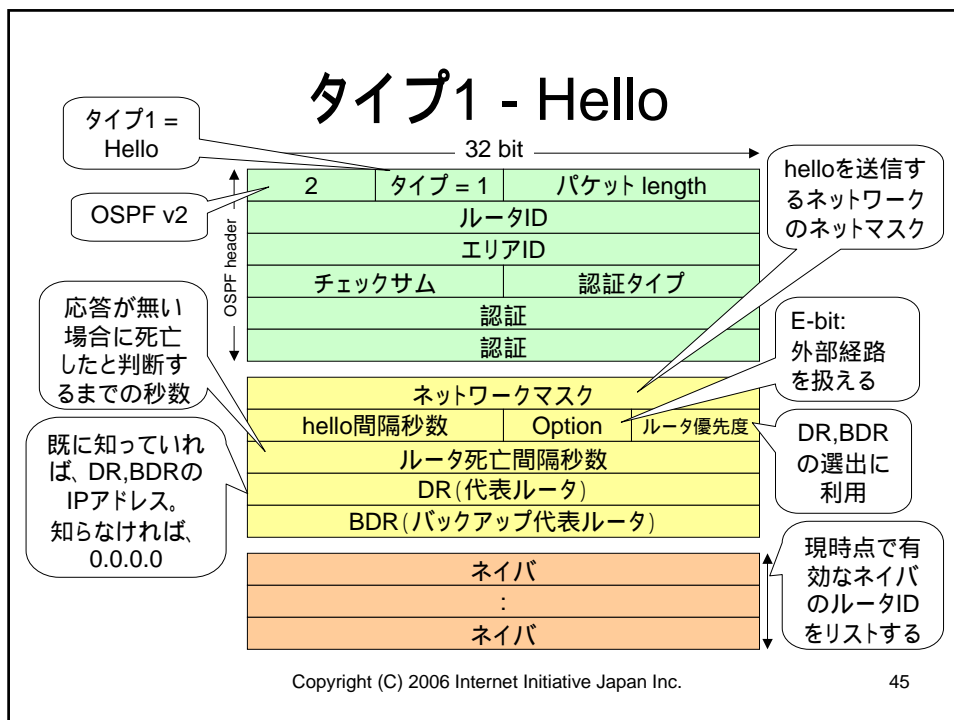 タイプ1 - Hello
タイプ1 =
Hello
32 bit
OSPF v2
OSPF header
2 タイプ = 1 パケット length
ルータID
エリアID
チェックサム 認証タイプ
認証
認証
helloを送信す
るネットワーク
のネットマスク
応答が無い
場合に死亡
したと判断す
るまでの秒数
E-bit:
外部経路
を扱える
ネットワークマスク
hello間隔秒数 Option ルータ優先度
ルータ死亡間隔秒数
DR(代表ルータ)
BDR(バックアップ代表ルータ)
既に知っていれ
ば、DR,BDRの
IPアドレス。
知らなければ、
0.0.0.0
DR,BDR
の選出に
利用
ネイバ
:
ネイバ
現時点で有
効なネイバ
のルータID
をリストする
Copyright (C) 2006 Internet Initiative Japan Inc.
45